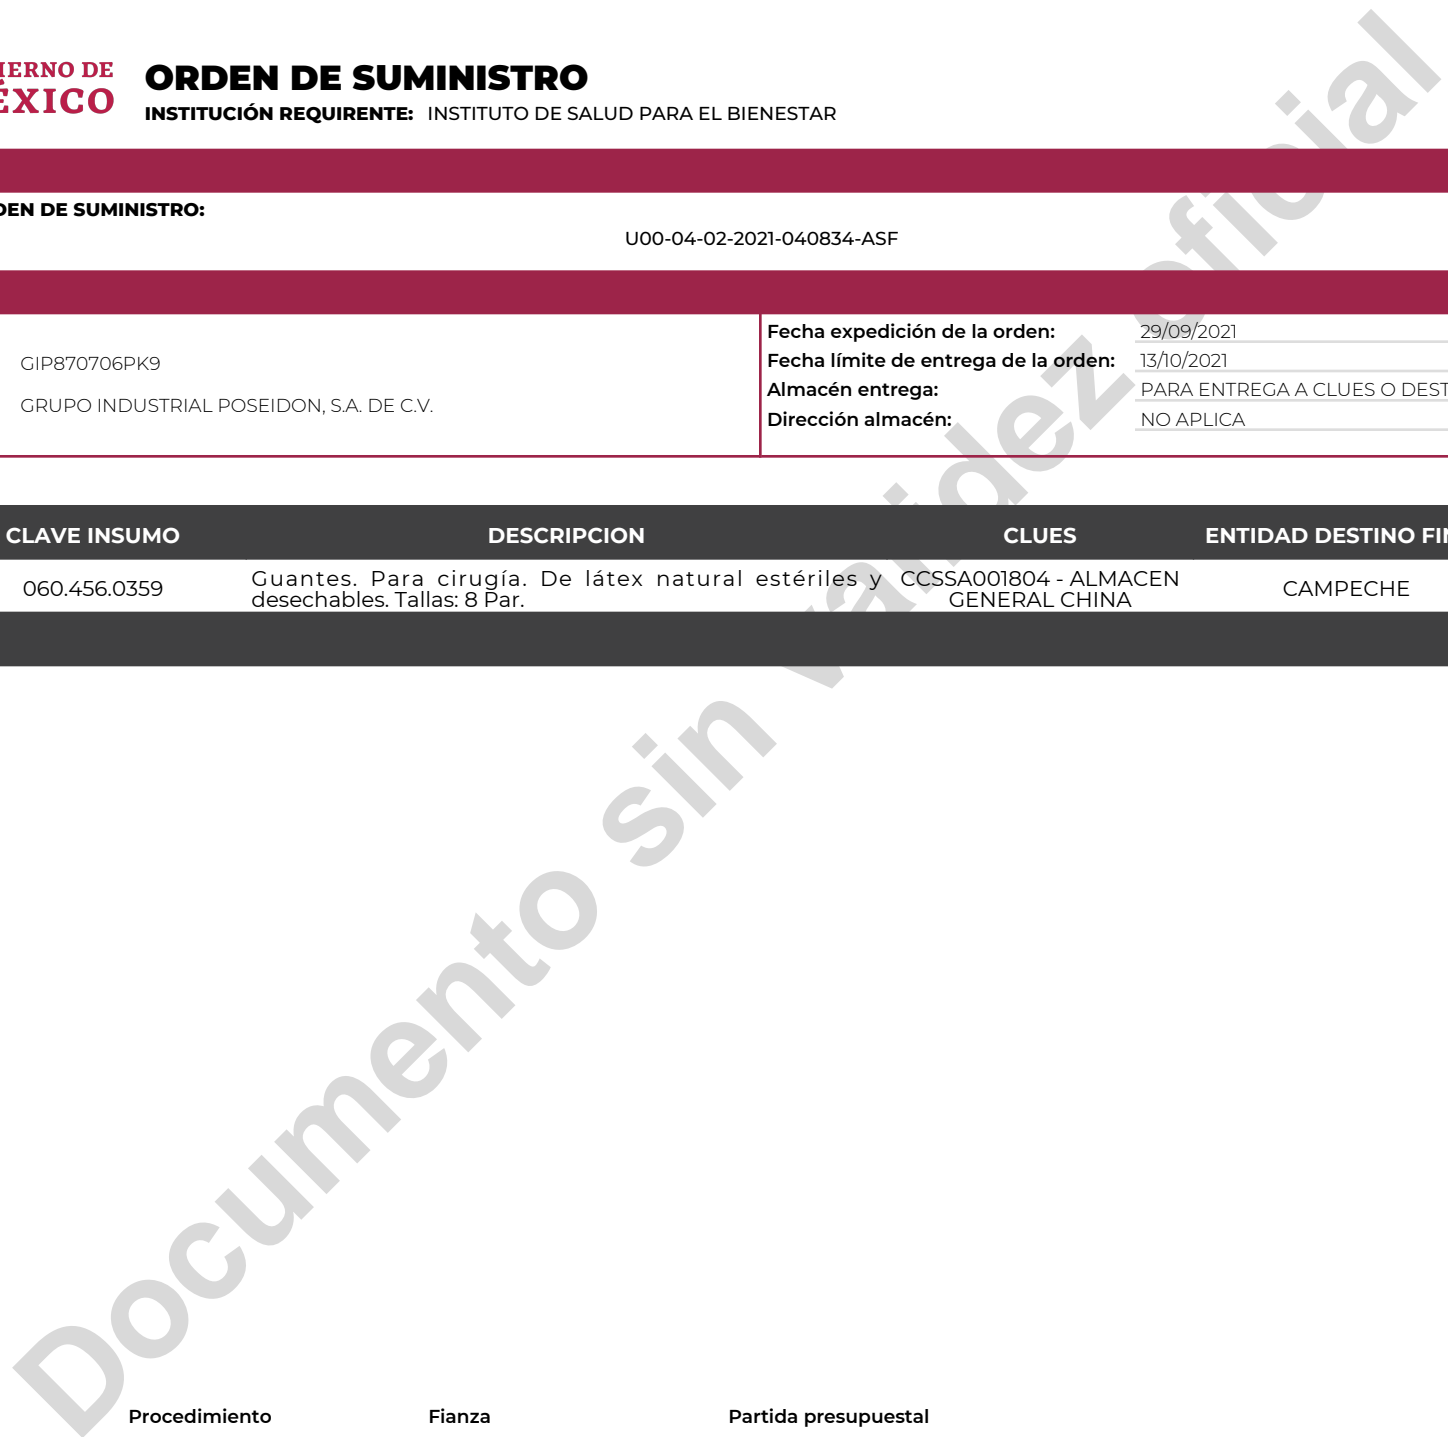 IERNO DE
ÉXICO
ORDEN DE SUMINISTRO
INSTITUCIÓN REQUIRENTE: INSTITUTO DE SALUD PARA EL BIENESTAR
DEN DE SUMINISTRO:
U00-04-02-2021-040834-ASF
GIP870706PK9
GRUPO INDUSTRIAL POSEIDON, S.A. DE C.V.
Fecha expedición de la orden: 29/09/2021
Fecha límite de entrega de la orden: 13/10/2021
Almacén entrega: PARA ENTREGA A CLUES O DEST
Dirección almacén: NO APLICA
CLAVE INSUMO DESCRIPCION CLUES ENTIDAD DESTINO FIN
060.456.0359
Guantes. Para cirugía. De látex natural estériles y
desechables. Tallas: 8 Par.
CCSSA001804 - ALMACEN
GENERAL CHINA
CAMPECHE
Documento sin validez oficial
Procedimiento Fianza Partida presupuestal